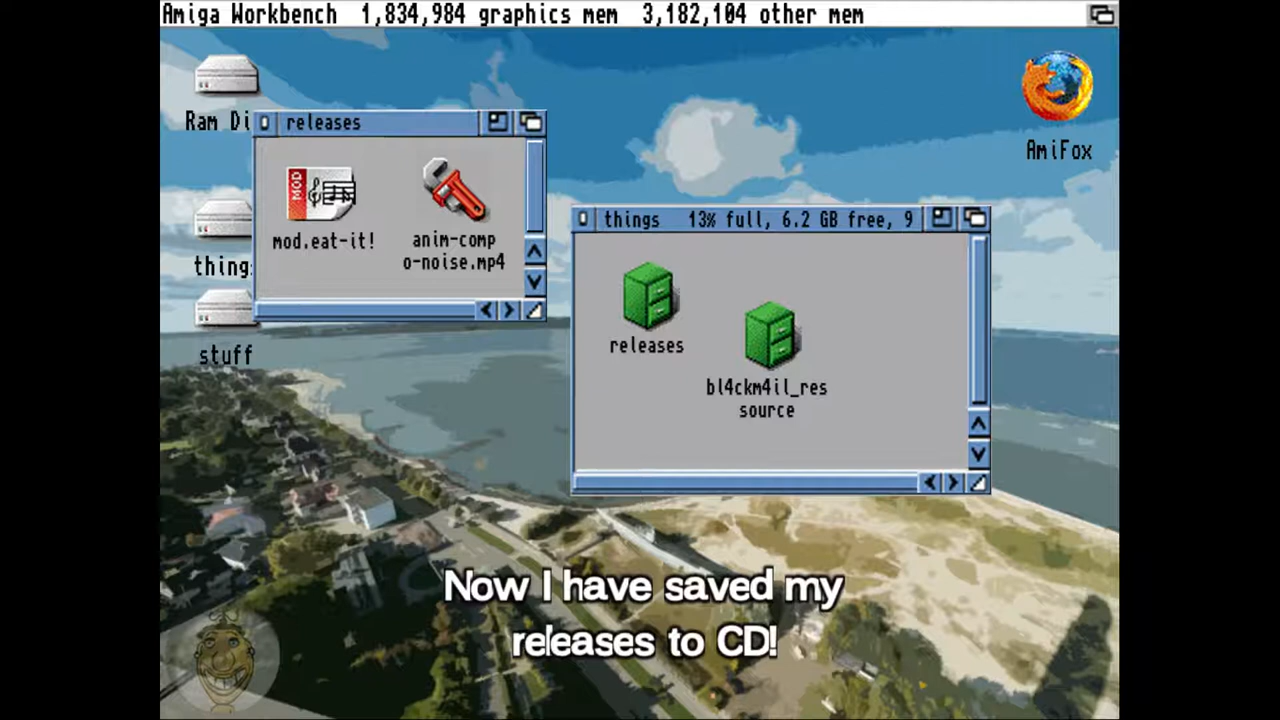 Amiga Workbench 1,834,984 graphics mem 3,182,104 other mem
Ram Di
releases
AmiFox
MOD
mod.eat-it!
anim-comp
o-noise.mp4
things 13% full, 6.2 GB free, 9
thing
releases
stuff
bl4ckm4il_res
source
Now I have saved my
releases to CD!